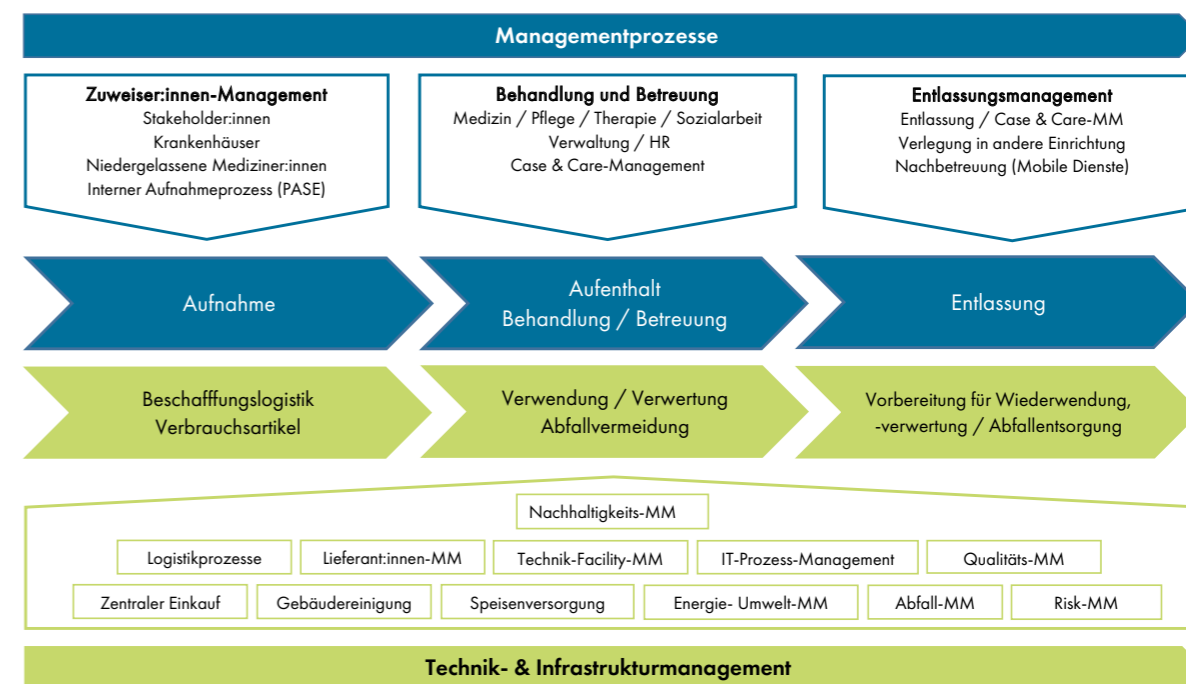 Managementprozesse
Zuweiser:innen-Management
Stakeholder:innen
Krankenhäuser
Niedergelassene Mediziner:innen
Interner Aufnahmeprozess (PASE)
Behandlung und Betreuung
Medizin / Pflege / Therapie / Sozialarbeit
Verwaltung / HR
Case & Care-Management
Entlassungsmanagement
Entlassung / Case & Care-MM
Verlegung in andere Einrichtung
Nachbetreuung (Mobile Dienste)
Aufnahme
Aufenthalt
Behandlung / Betreuung
Entlassung
Beschafffungslogistik
Verbrauchsartikel
Verwendung / Verwertung
Abfallvermeidung
Vorbereitung für Wiederwendung,
-verwertung / Abfallentsorgung
Nachhaltigkeits-MM
Logistikprozesse
Lieferant:innen-MM
Technik-Facility-MM
IT-Prozess-Management
Qualitäts-MM
Zentraler Einkauf
Gebäudereinigung
Speisenversorgung
Energie- Umwelt-MM
Abfall-MM
Risk-MM
Technik- & Infrastrukturmanagement